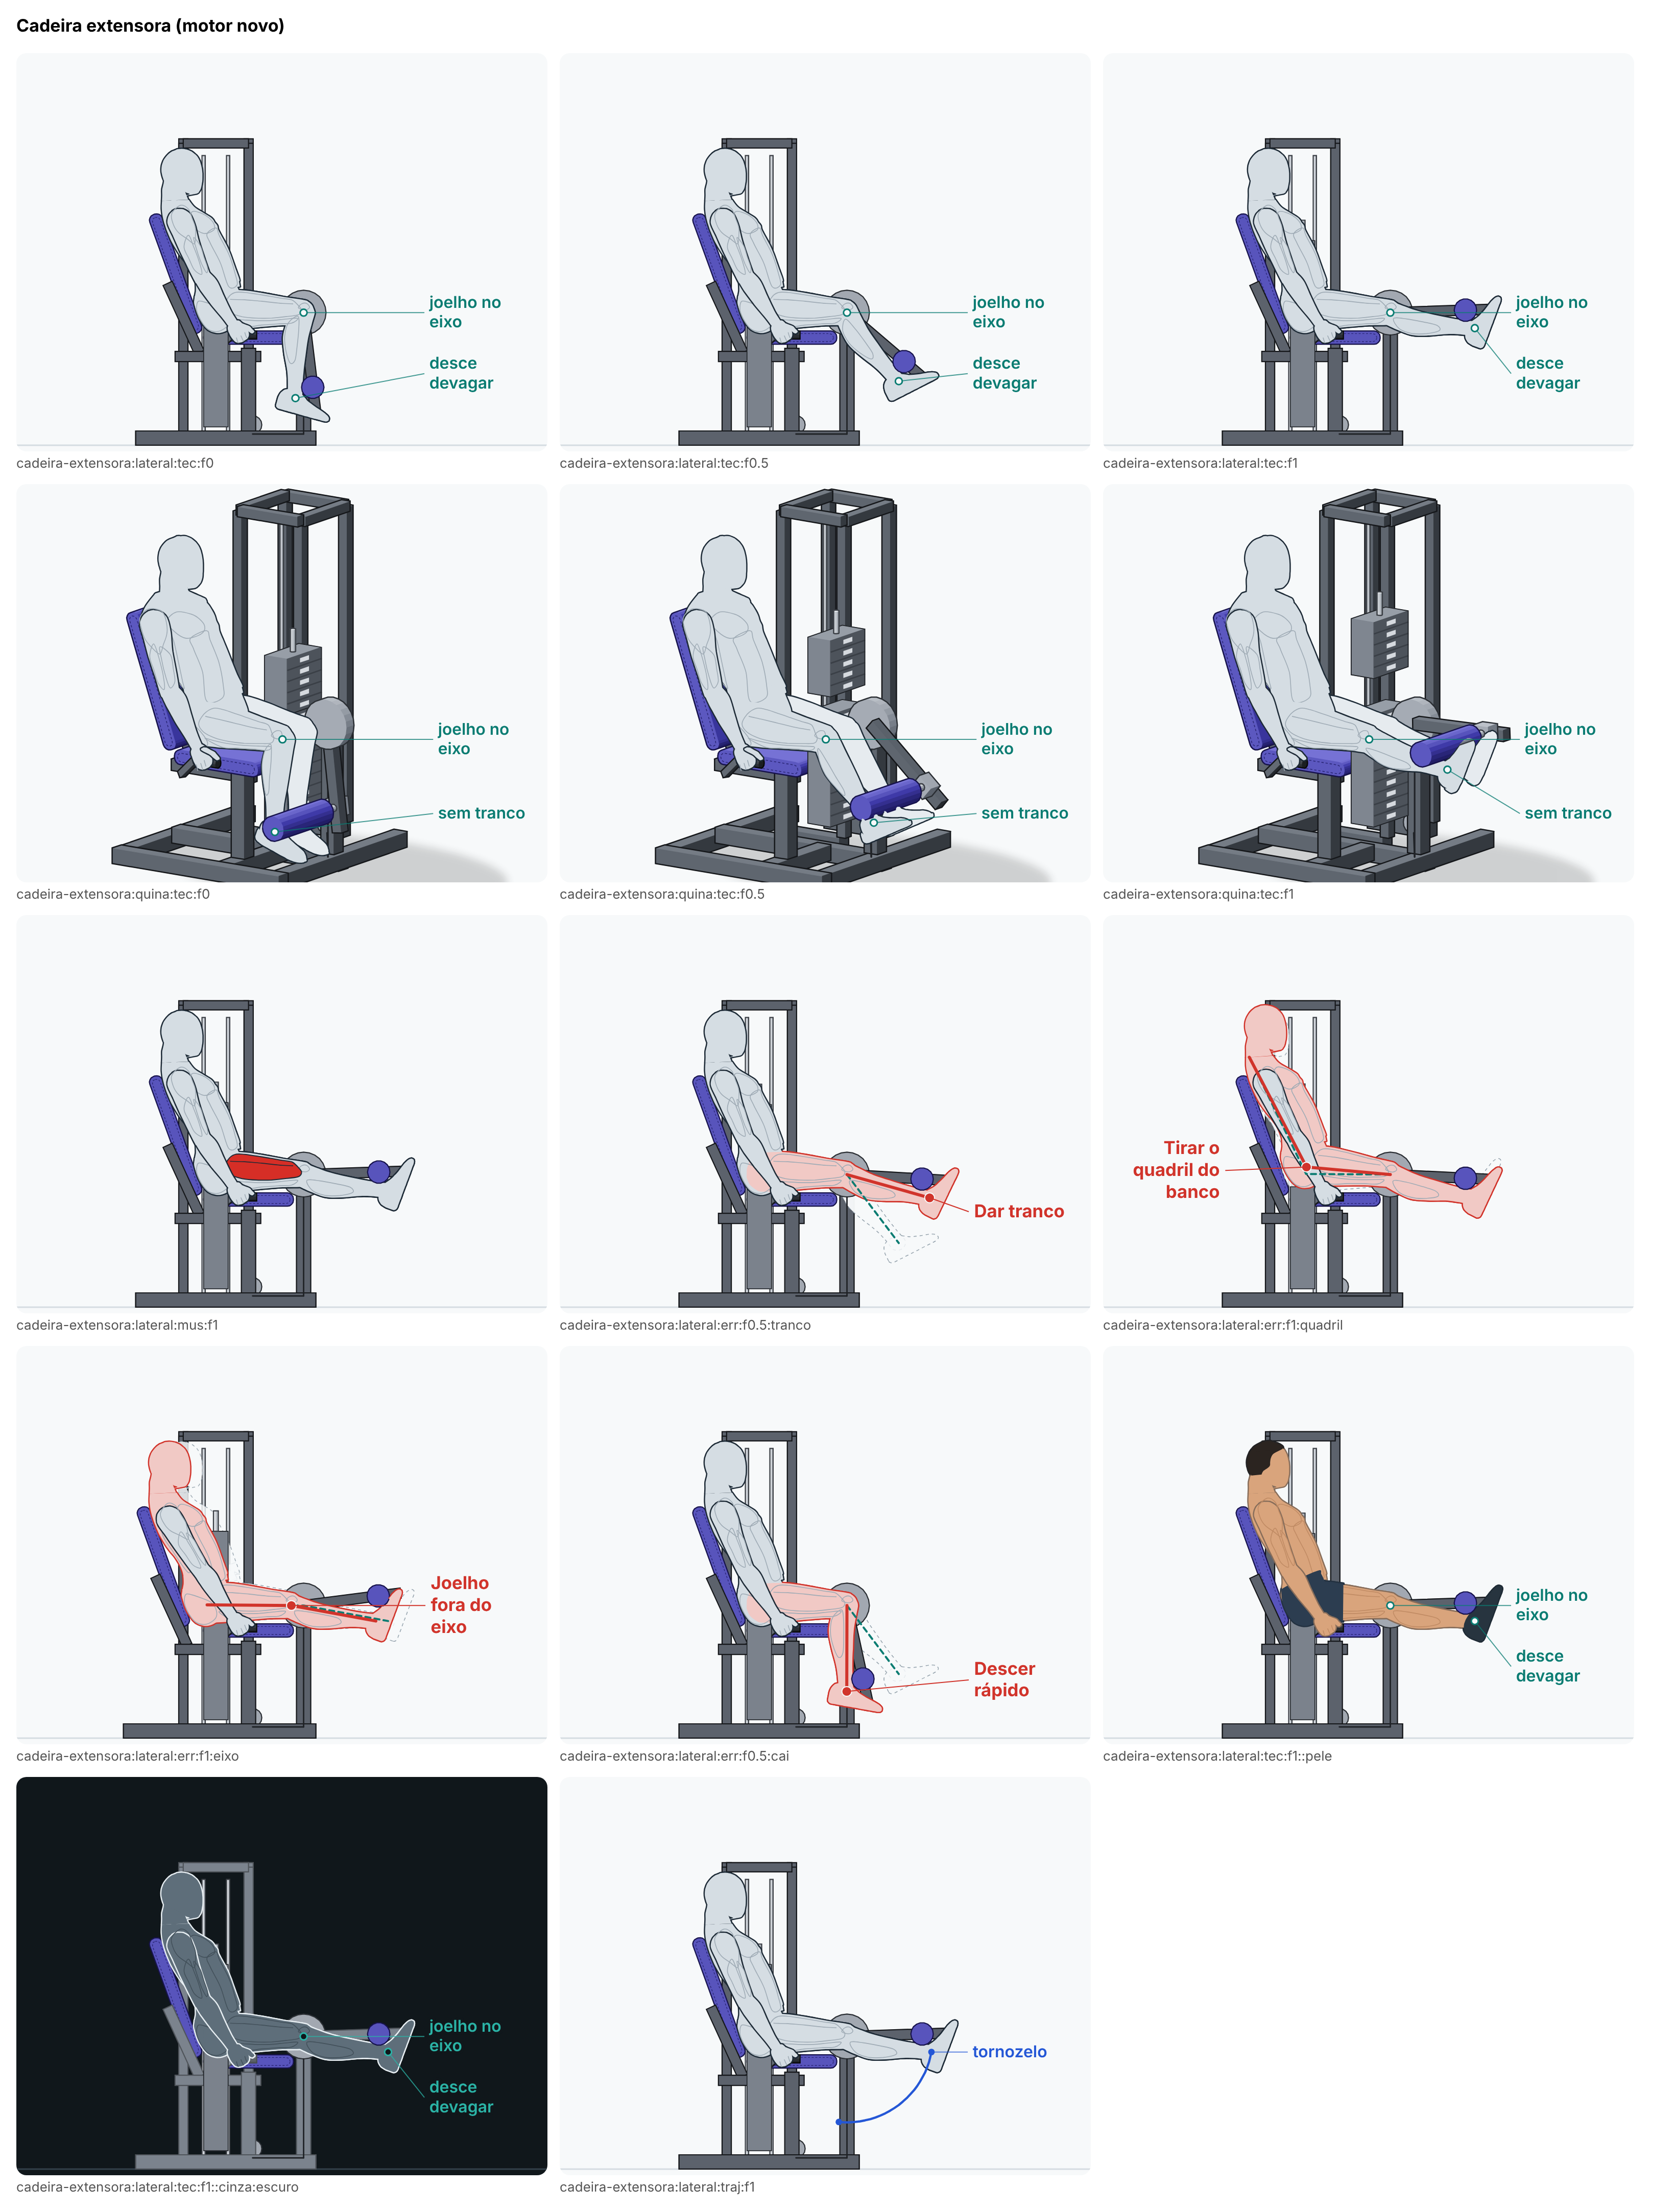 Cadeira extensora (motor novo)
joelho no
eixo
desce
devagar
joelho no
eixo
desce
devagar
joelho no
eixo
desce
devagar
cadeira-extensora:lateral:tec:f0
cadeira-extensora:lateral:tec:f0.5
cadeira-extensora:lateral:tec:f1
joelho no
eixo
sem tranco
joelho no
eixo
sem tranco
joelho no
eixo
sem tranco
cadeira-extensora:quina:tec:f0
cadeira-extensora:quina:tec:f0.5
cadeira-extensora:quina:tec:f1
Dar tranco
Tirar o
quadril do
banco
cadeira-extensora:lateral:mus:f1
cadeira-extensora:lateral:err:f0.5:tranco
cadeira-extensora:lateral:err:f1:quadril
Joelho
fora do
eixo
Descer
rápido
joelho no
eixo
desce
devagar
cadeira-extensora:lateral:err:f1:eixo
cadeira-extensora:lateral:err:f0.5:cai
cadeira-extensora:lateral:tec:f1::pele
joelho no
eixo
desce
devagar
tornozelo
cadeira-extensora:lateral:tec:f1::cinza:escuro
cadeira-extensora:lateral:traj:f1